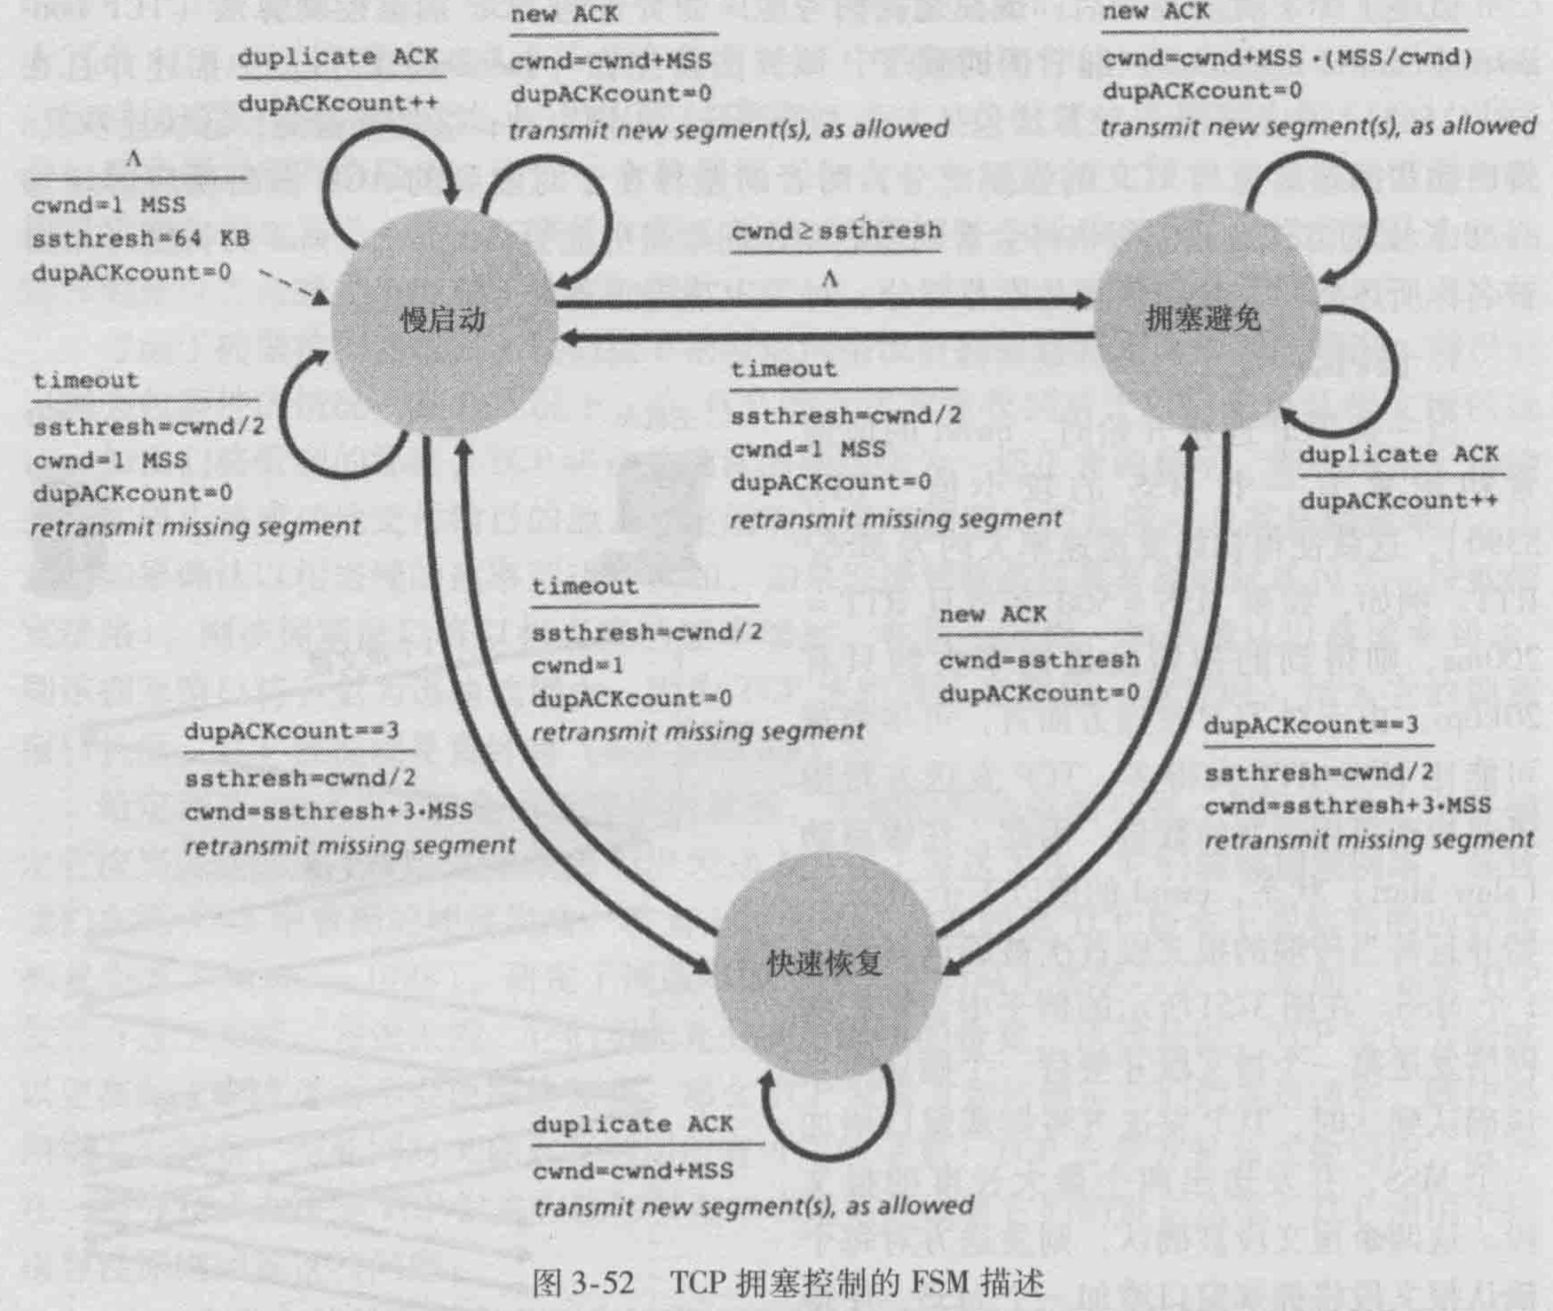 new ACK
cwnd=cwnd+MSS
dupACKcount=0
transmit new segment(s), as allowed
new ACK
cwnd=cwnd+MSS·(MSS/cwnd)
dupACKcount=0
transmit new segment(s), as allowed
duplicate ACK
dupACKcount++
Λ
cwnd=1 MSS
ssthresh=64 KB
dupACKcount=0
慢启动
cwnd≥ssthresh
Λ
拥塞避免
timeout
ssthresh=cwnd/2
cwnd=1 MSS
dupACKcount=0
retransmit missing segment
timeout
ssthresh=cwnd/2
cwnd=1 MSS
dupACKcount=0
retransmit missing segment
duplicate ACK
dupACKcount++
timeout
ssthresh=cwnd/2
cwnd=1
dupACKcount=0
retransmit missing segment
new ACK
cwnd=ssthresh
dupACKcount=0
dupACKcount==3
ssthresh=cwnd/2
cwnd=ssthresh+3·MSS
retransmit missing segment
dupACKcount==3
ssthresh=cwnd/2
cwnd=ssthresh+3·MSS
retransmit missing segment
快速恢复
duplicate ACK
cwnd=cwnd+MSS
transmit new segment(s), as allowed
图 3-52 TCP 拥塞控制的 FSM 描述